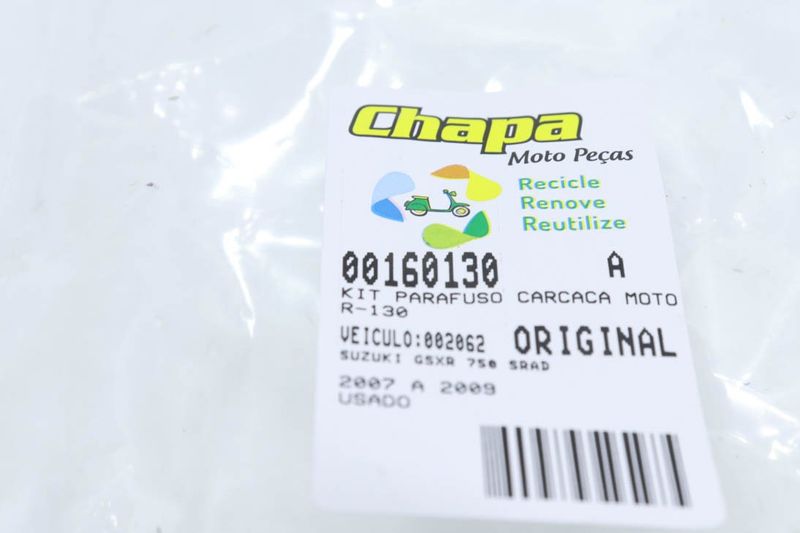 Chapa
Moto Peças
Recicle
Renove
Reutilize
00160130 A
KIT PARAFUSO CARCACA MOTO
R-130
VEICULO:002062 ORIGINAL
SUZUKI GSXR 750 SRAD
2007 A 2009
USADO